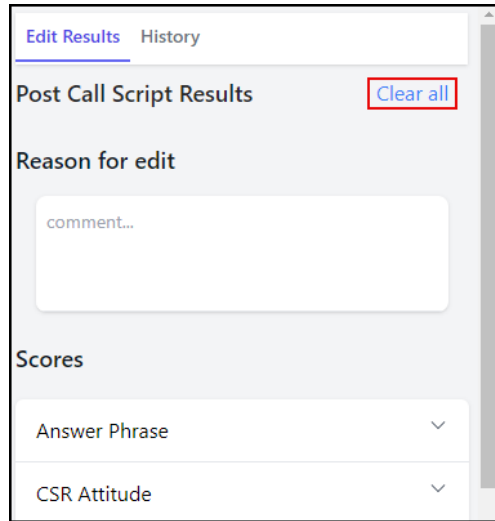 Edit Results History
Post Call Script Results Clear all
Reason for edit
comment...
Scores
Answer Phrase
CSR Attitude